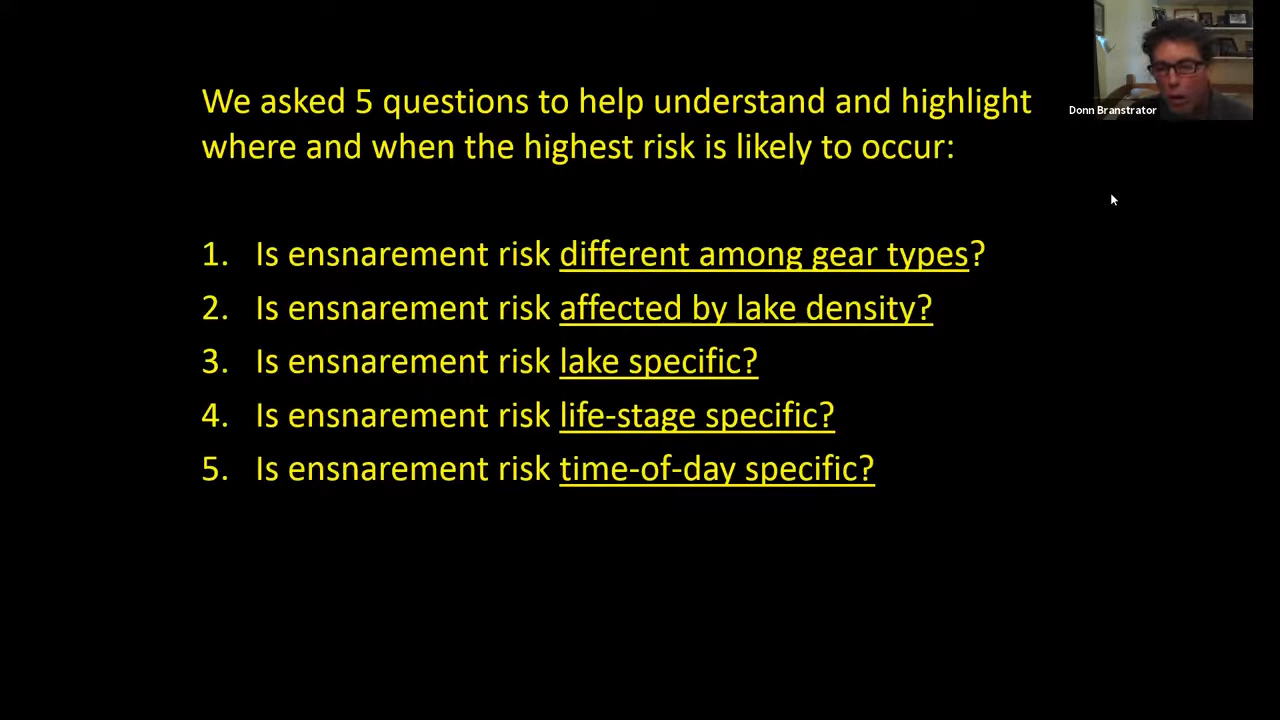 We asked 5 questions to help understand and highlight
where and when the highest risk is likely to occur:
Donn Branstrator
1. Is ensnarement risk different among gear types?
2. Is ensnarement risk affected by lake density?
3. Is ensnarement risk lake specific?
4. Is ensnarement risk life-stage specific?
5. Is ensnarement risk time-of-day specific?